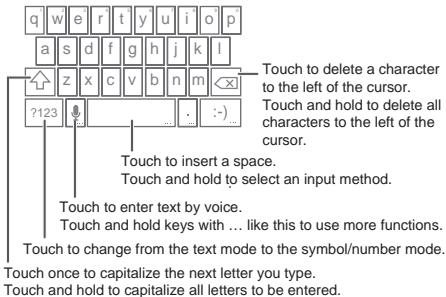 q w e r t y u i o p
a s d f g h j k l
z x c v b n m
?123 ... . ... :-) ...
Touch to delete a character
to the left of the cursor.
Touch and hold to delete all
characters to the left of the
cursor.
Touch to insert a space.
Touch and hold to select an input method.
Touch to enter text by voice.
Touch and hold keys with … like this to use more functions.
Touch to change from the text mode to the symbol/number mode.
Touch once to capitalize the next letter you type.
Touch and hold to capitalize all letters to be entered.